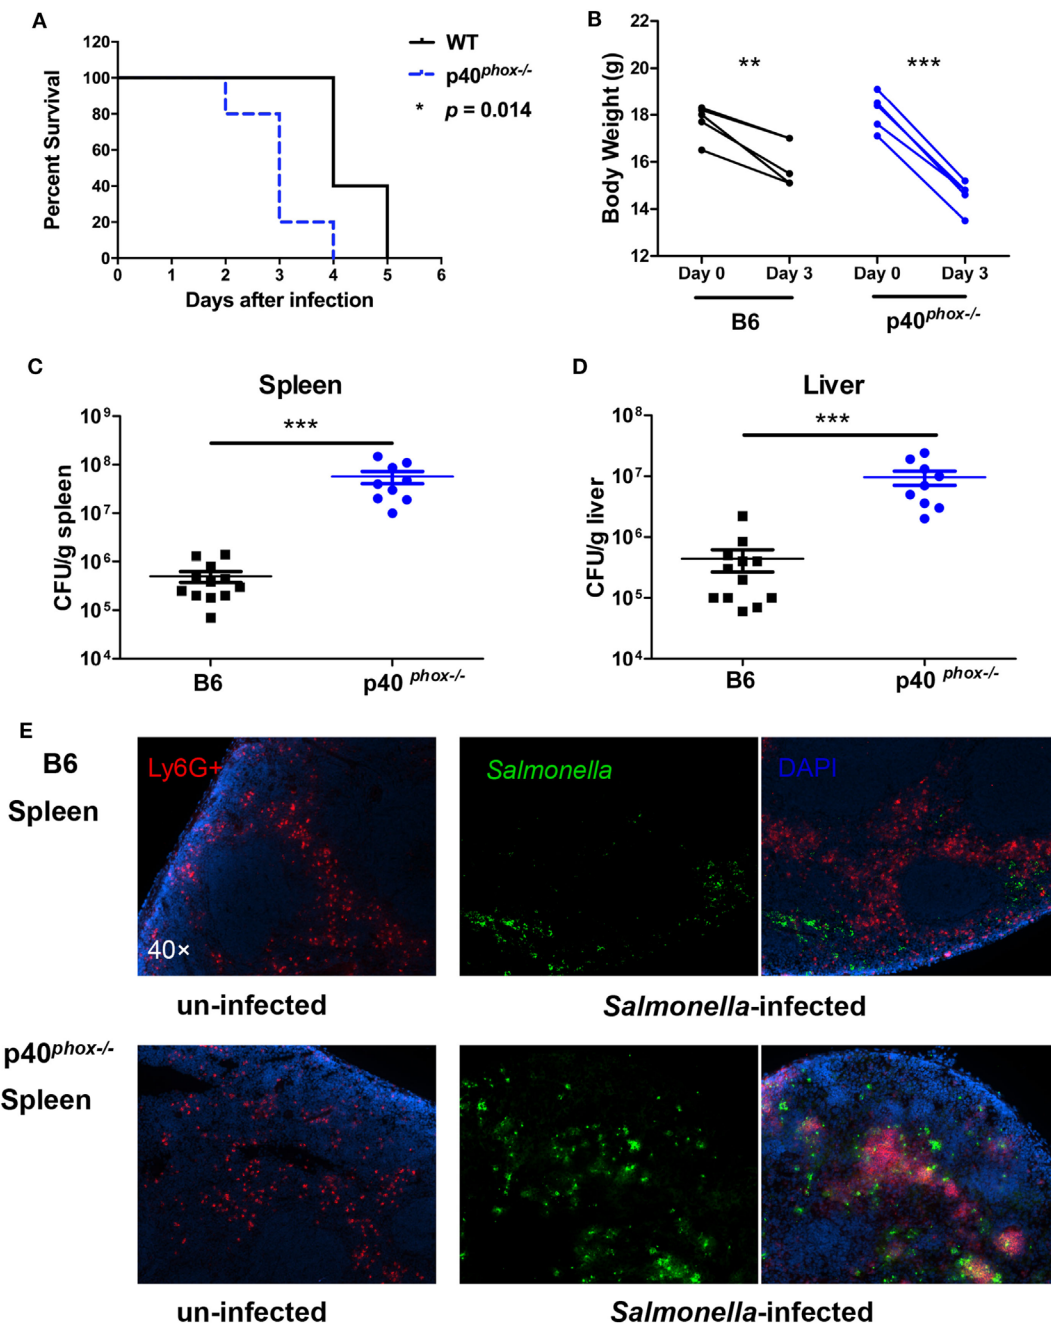 A
120
100
80
60
40
20
0
Percent Survival
0 1 2 3 4 5 6
Days after infection
WT
p40phox-/-
* p = 0.014
B
22
20
18
16
14
12
Body Weight (g)
** ***
Day 0 Day 3 Day 0 Day 3
B6 p40phox-/-
C
Spleen
***
10⁹
10⁸
10⁷
10⁶
10⁵
10⁴
CFU/g spleen
B6 p40 phox-/-
D
Liver
***
10⁸
10⁷
10⁶
10⁵
10⁴
CFU/g liver
B6 p40 phox-/-
E
B6
Spleen
Ly6G+
40×
Salmonella
DAPI
un-infected
Salmonella-infected
p40phox-/-
Spleen
un-infected
Salmonella-infected